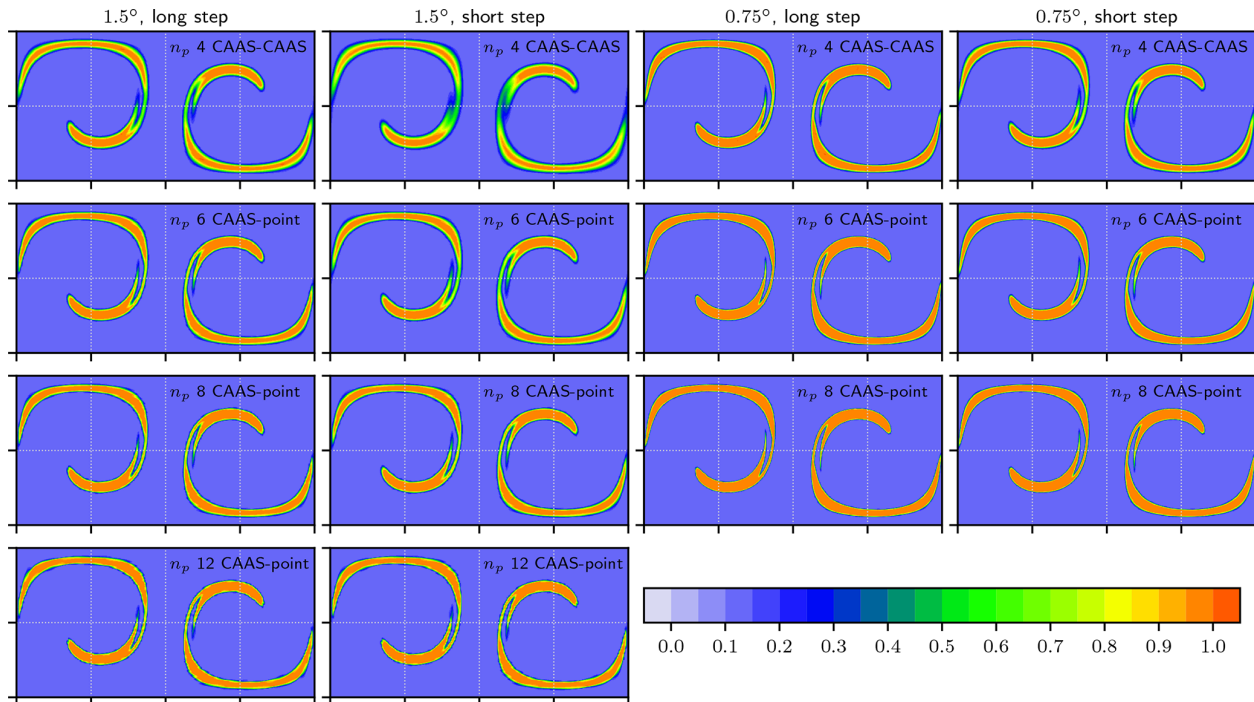 1.5°, long step
1.5°, short step
0.75°, long step
0.75°, short step
n_p 4 CAAS-CAAS
n_p 4 CAAS-CAAS
n_p 4 CAAS-CAAS
n_p 4 CAAS-CAAS
n_p 6 CAAS-point
n_p 6 CAAS-point
n_p 6 CAAS-point
n_p 6 CAAS-point
n_p 8 CAAS-point
n_p 8 CAAS-point
n_p 8 CAAS-point
n_p 8 CAAS-point
n_p 12 CAAS-point
n_p 12 CAAS-point
0.0 0.1 0.2 0.3 0.4 0.5 0.6 0.7 0.8 0.9 1.0